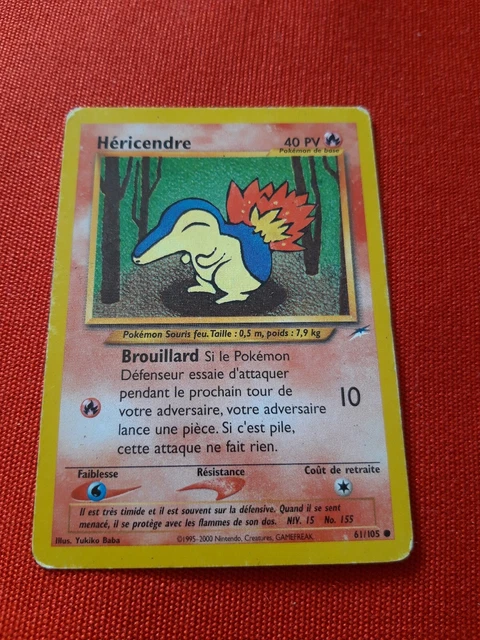 Héricendre 40 PV
Pokémon de base
Pokémon Souris feu. Taille : 0,5 m, poids : 7,9 kg
Brouillard Si le Pokémon
Défenseur essaie d'attaquer
pendant le prochain tour de
votre adversaire, votre adversaire
lance une pièce. Si c'est pile,
cette attaque ne fait rien.
10
Faiblesse Résistance Coût de retraite
Il est très timide et il est souvent sur la défensive. Quand il se sent
menacé, il se protège avec les flammes de son dos. NIV. 15 No. 155
Illus. Yukiko Baba ©1995-2000 Nintendo, Creatures, GAMEFREAK 61/105